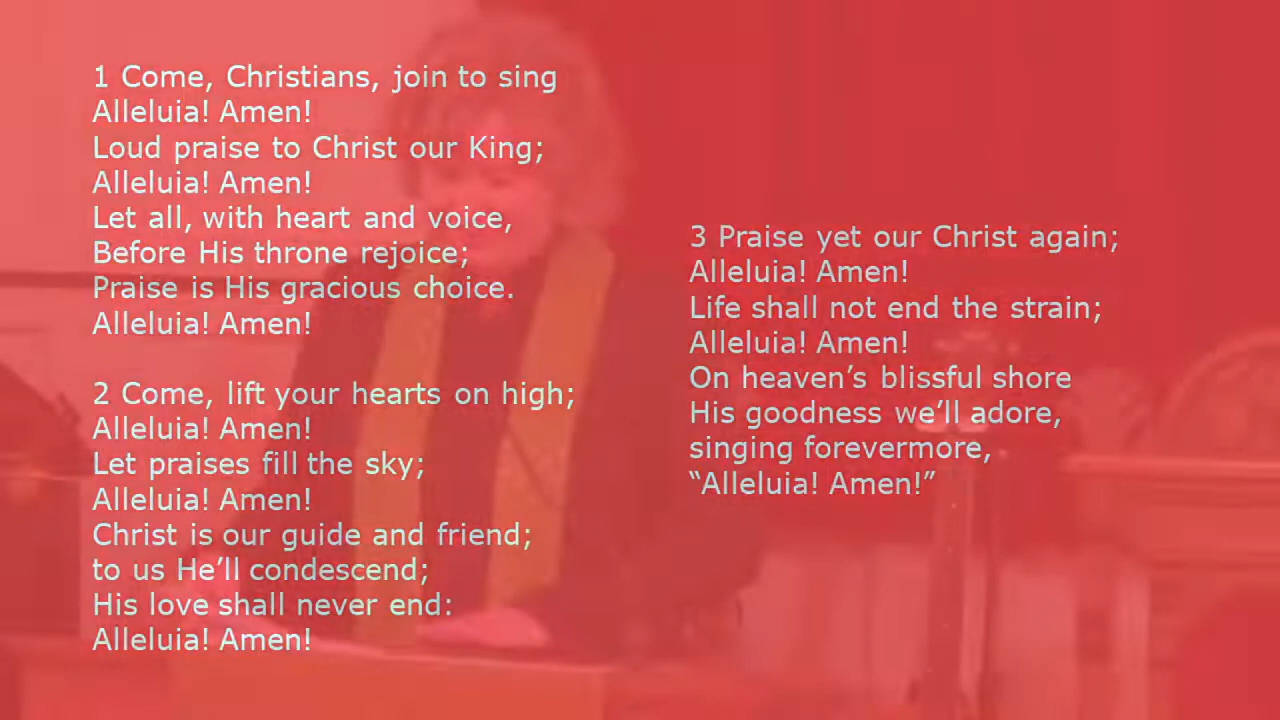 1 Come, Christians, join to sing
Alleluia! Amen!
Loud praise to Christ our King;
Alleluia! Amen!
Let all, with heart and voice,
Before His throne rejoice;
Praise is His gracious choice.
Alleluia! Amen!
2 Come, lift your hearts on high;
Alleluia! Amen!
Let praises fill the sky;
Alleluia! Amen!
Christ is our guide and friend;
to us He’ll condescend;
His love shall never end:
Alleluia! Amen!
3 Praise yet our Christ again;
Alleluia! Amen!
Life shall not end the strain;
Alleluia! Amen!
On heaven’s blissful shore
His goodness we’ll adore,
singing forevermore,
“Alleluia! Amen!”